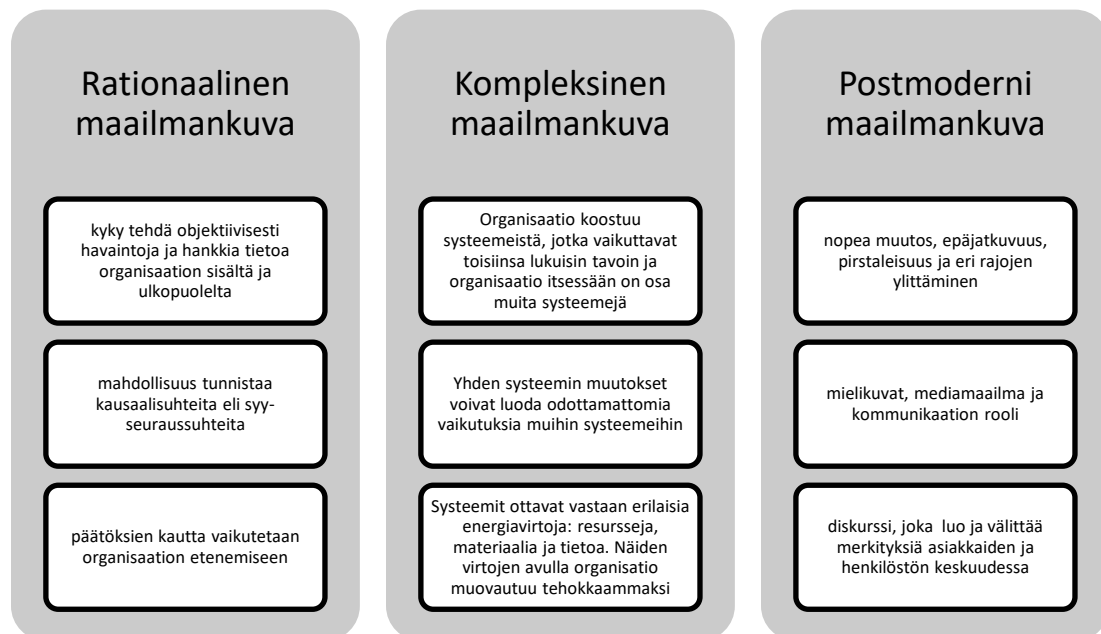 Rationaalinen
maailmankuva
kyky tehdä objektiivisesti
havaintoja ja hankkia tietoa
organisaation sisältä ja
ulkopuolelta
mahdollisuus tunnistaa
kausaalisuhteita eli syy-
seuraussuhteita
päätöksien kautta vaikutetaan
organisaation etenemiseen
Kompleksinen
maailmankuva
Organisaatio koostuu
systeemeistä, jotka vaikuttavat
toisiinsa lukuisin tavoin ja
organisaatio itsessään on osa
muita systeemejä
Yhden systeemin muutokset
voivat luoda odottamattomia
vaikutuksia muihin systeemeihin
Systeemit ottavat vastaan erilaisia
energiavirtoja: resursseja,
materiaalia ja tietoa. Näiden
virtojen avulla organisatio
muovautuu tehokkaammaksi
Postmoderni
maailmankuva
nopea muutos, epäjatkuvuus,
pirstaleisuus ja eri rajojen
ylittäminen
mielikuvat, mediamaailma ja
kommunikaation rooli
diskurssi, joka luo ja välittää
merkityksiä asiakkaiden ja
henkilöstön keskuudessa